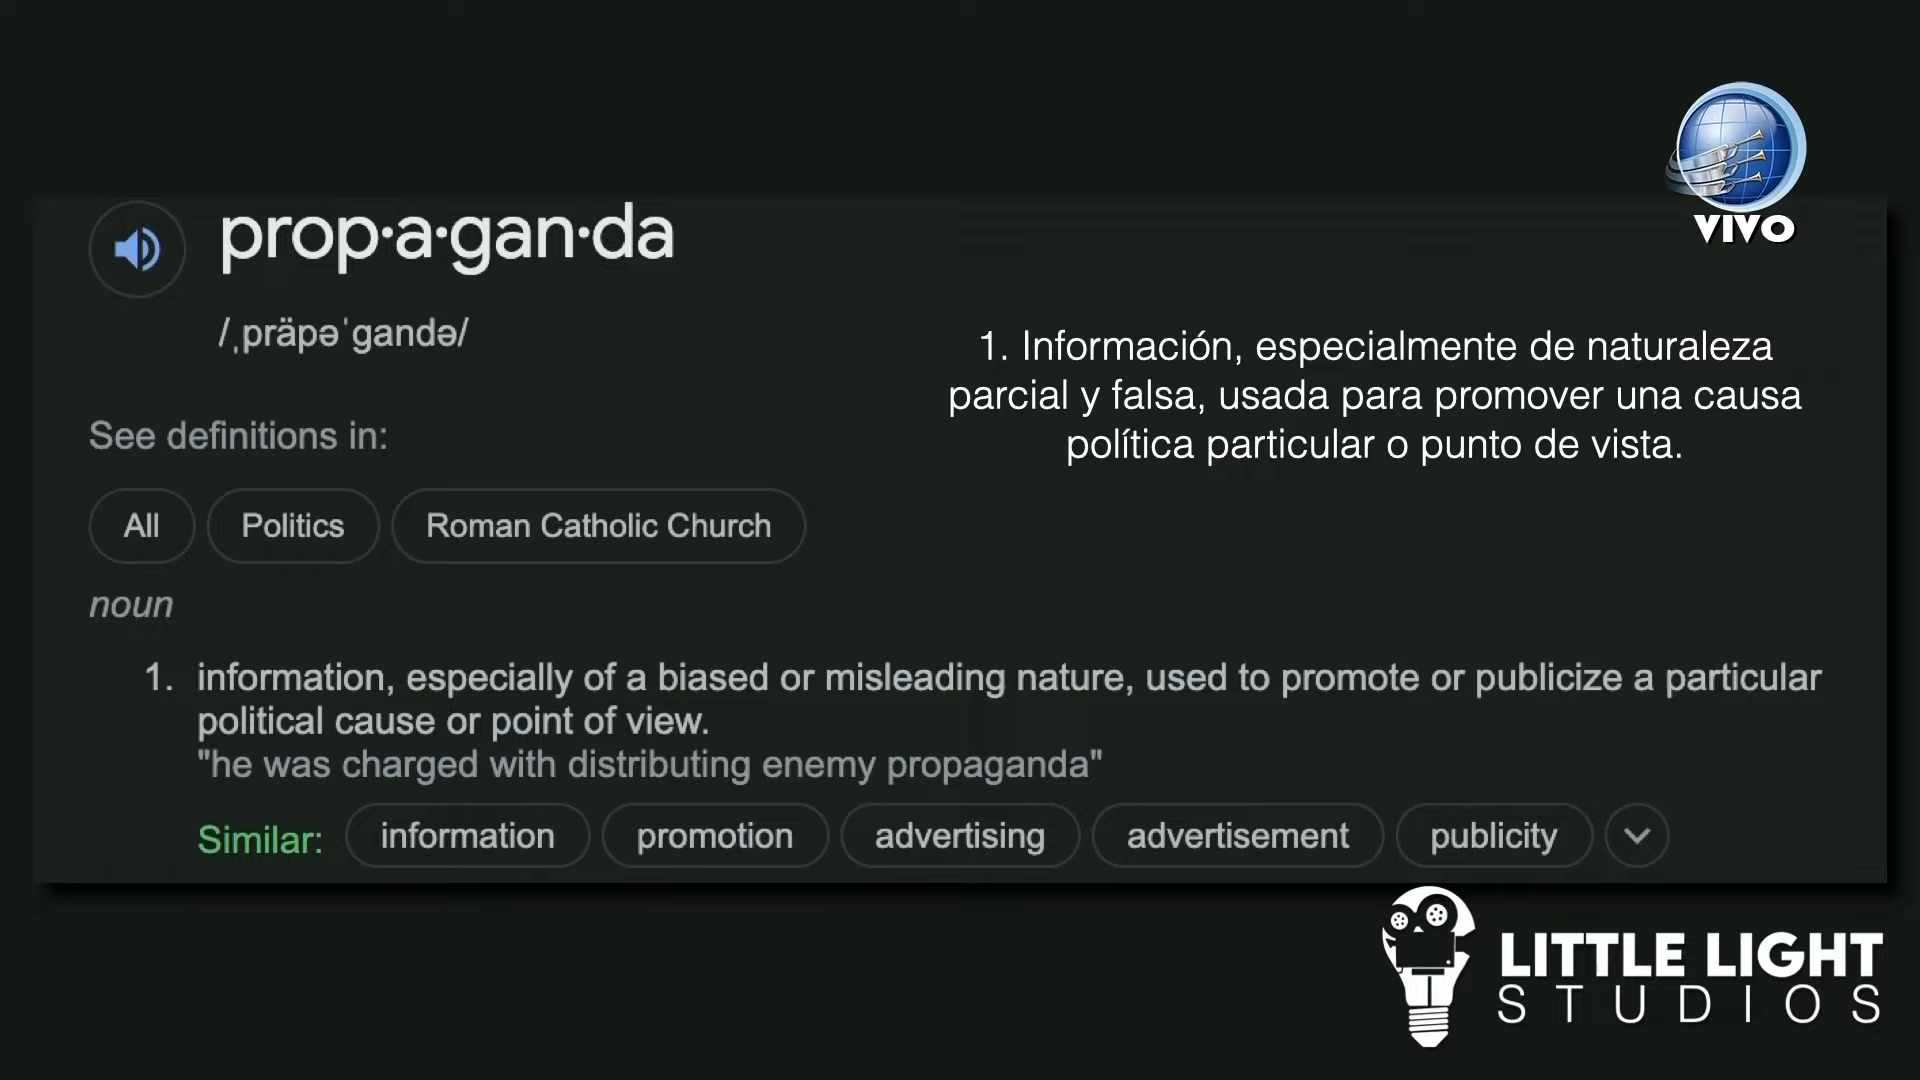 VIVO
prop·a·gan·da
/ˌpräpəˈɡandə/
1. Información, especialmente de naturaleza
parcial y falsa, usada para promover una causa
política particular o punto de vista.
See definitions in:
All
Politics
Roman Catholic Church
noun
1. information, especially of a biased or misleading nature, used to promote or publicize a particular
political cause or point of view.
"he was charged with distributing enemy propaganda"
Similar:
information
promotion
advertising
advertisement
publicity
LITTLE LIGHT
STUDIOS